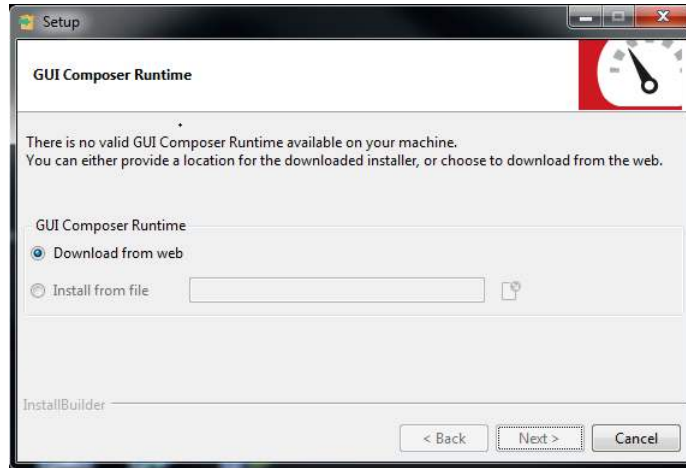 Setup
GUI Composer Runtime
There is no valid GUI Composer Runtime available on your machine.
You can either provide a location for the downloaded installer, or choose to download from the web.
GUI Composer Runtime
Download from web
Install from file
InstallBuilder
< Back
Next >
Cancel